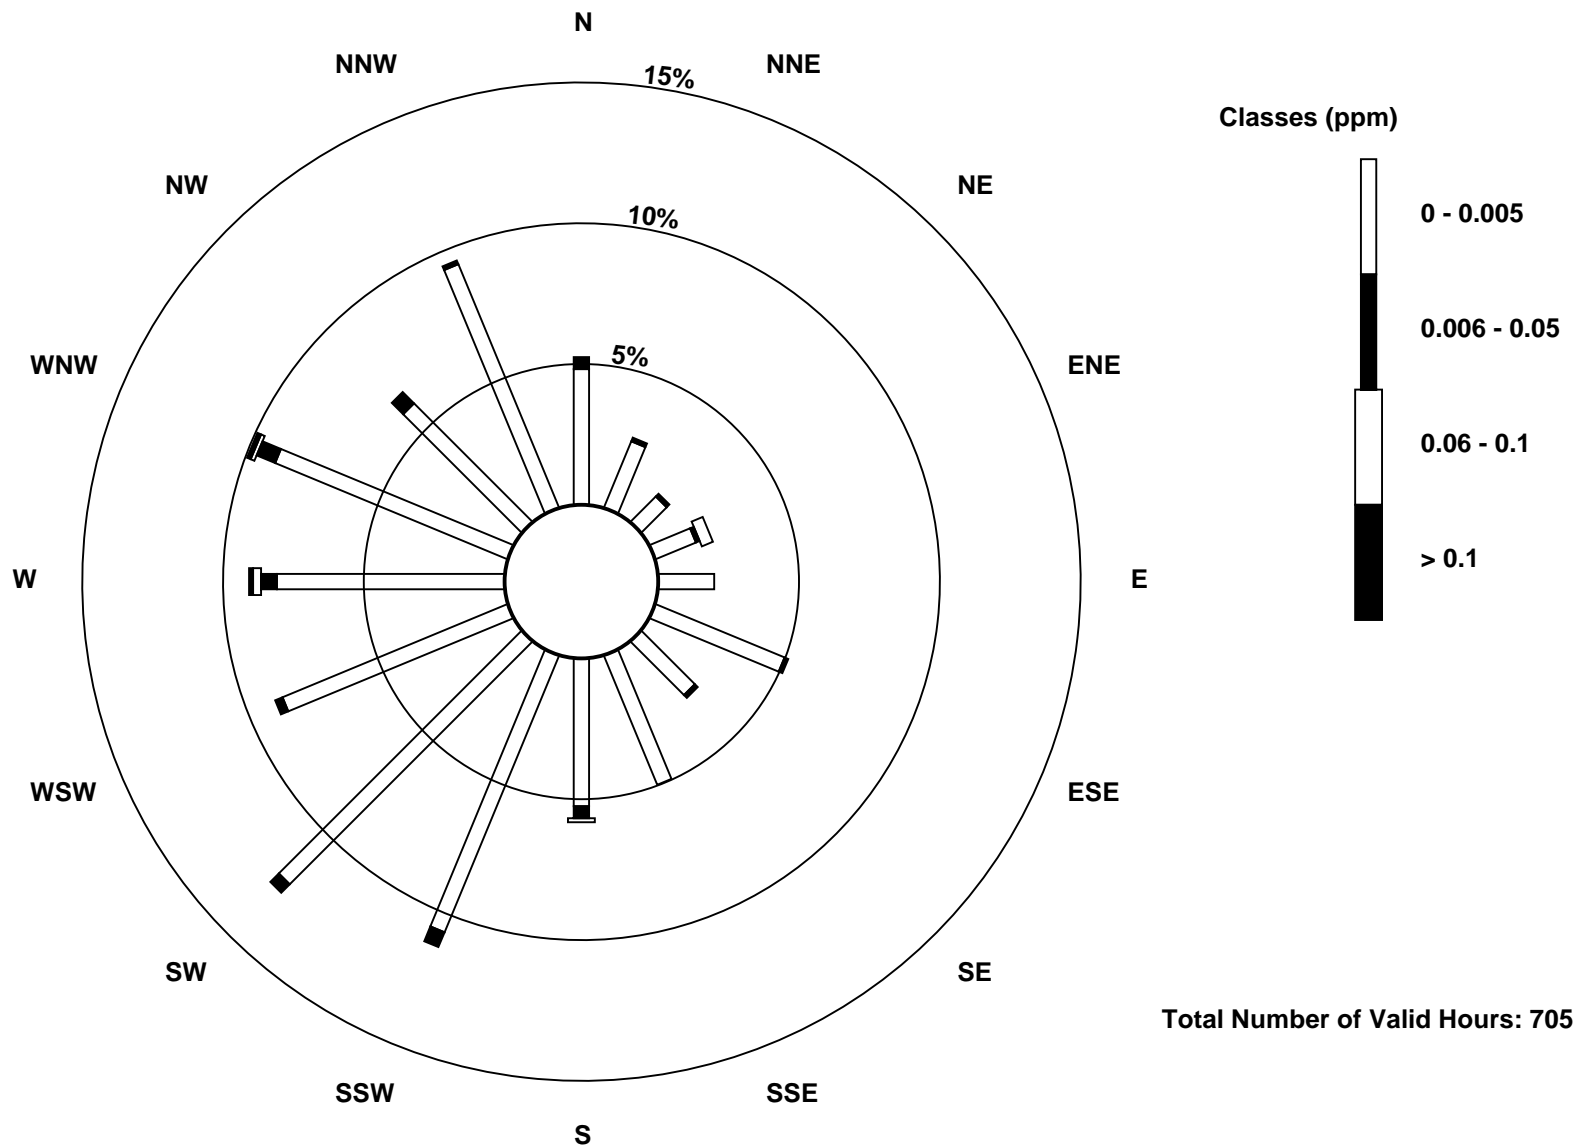 N
NNW
NNE
15%
Classes (ppm)
NW
NE
0 - 0.005
10%
0.006 - 0.05
5%
WNW
ENE
0.06 - 0.1
> 0.1
W
E
WSW
ESE
SW
SE
Total Number of Valid Hours: 705
SSW
SSE
S